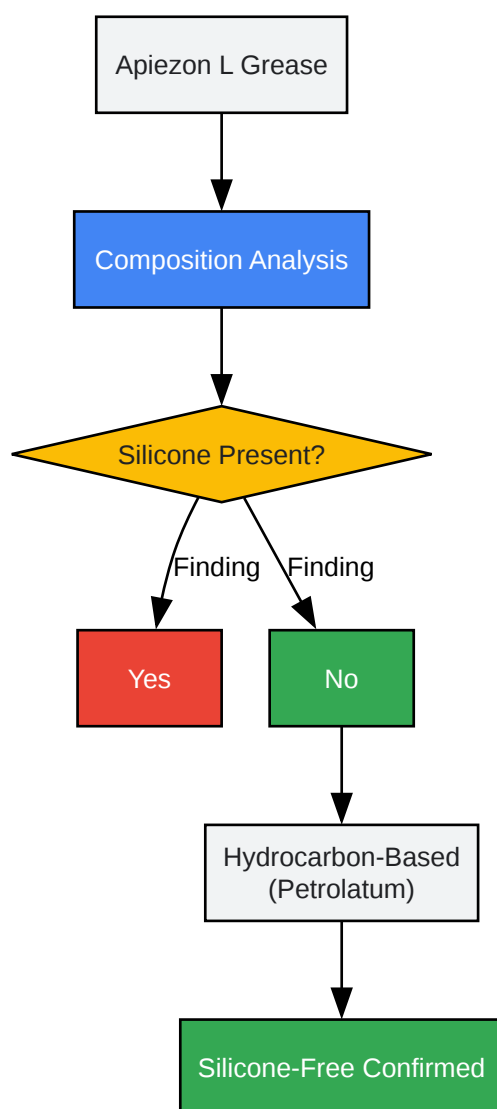 Apiezon L Grease
Composition Analysis
Silicone Present?
Finding
Finding
Yes
No
Hydrocarbon-Based
(Petrolatum)
Silicone-Free Confirmed